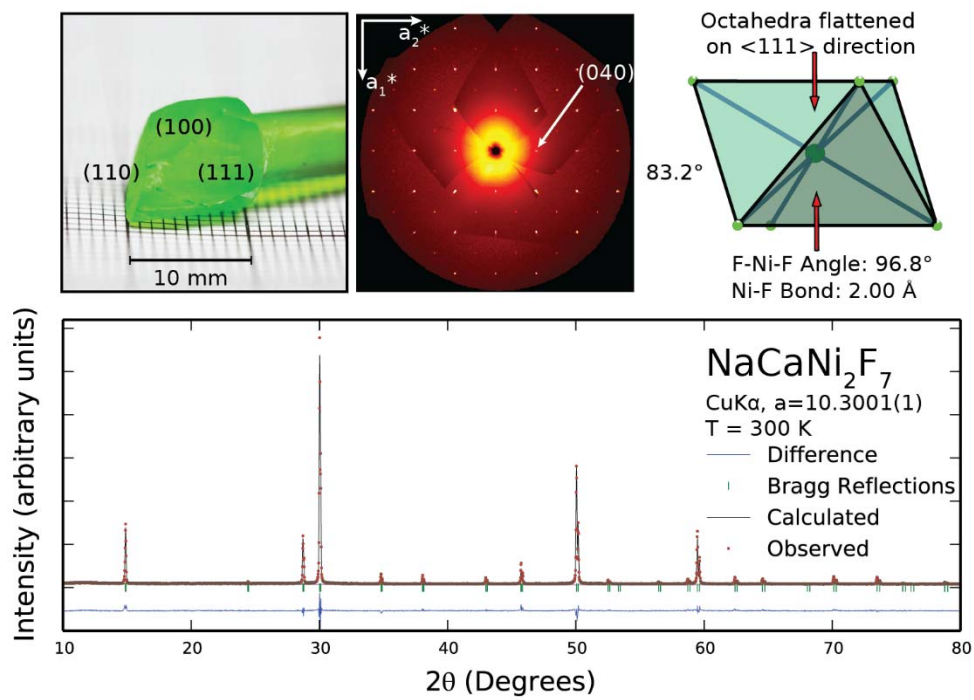 (100)
(110)
(111)
10 mm
a2*
a1*
(040)
Octahedra flattened
on <111> direction
83.2°
F-Ni-F Angle: 96.8°
Ni-F Bond: 2.00 Å
Intensity (arbitrary units)
NaCaNi2F7
CuKα, a=10.3001(1)
T = 300 K
Difference
Bragg Reflections
Calculated
Observed
10 20 30 40 50 60 70 80
2θ (Degrees)